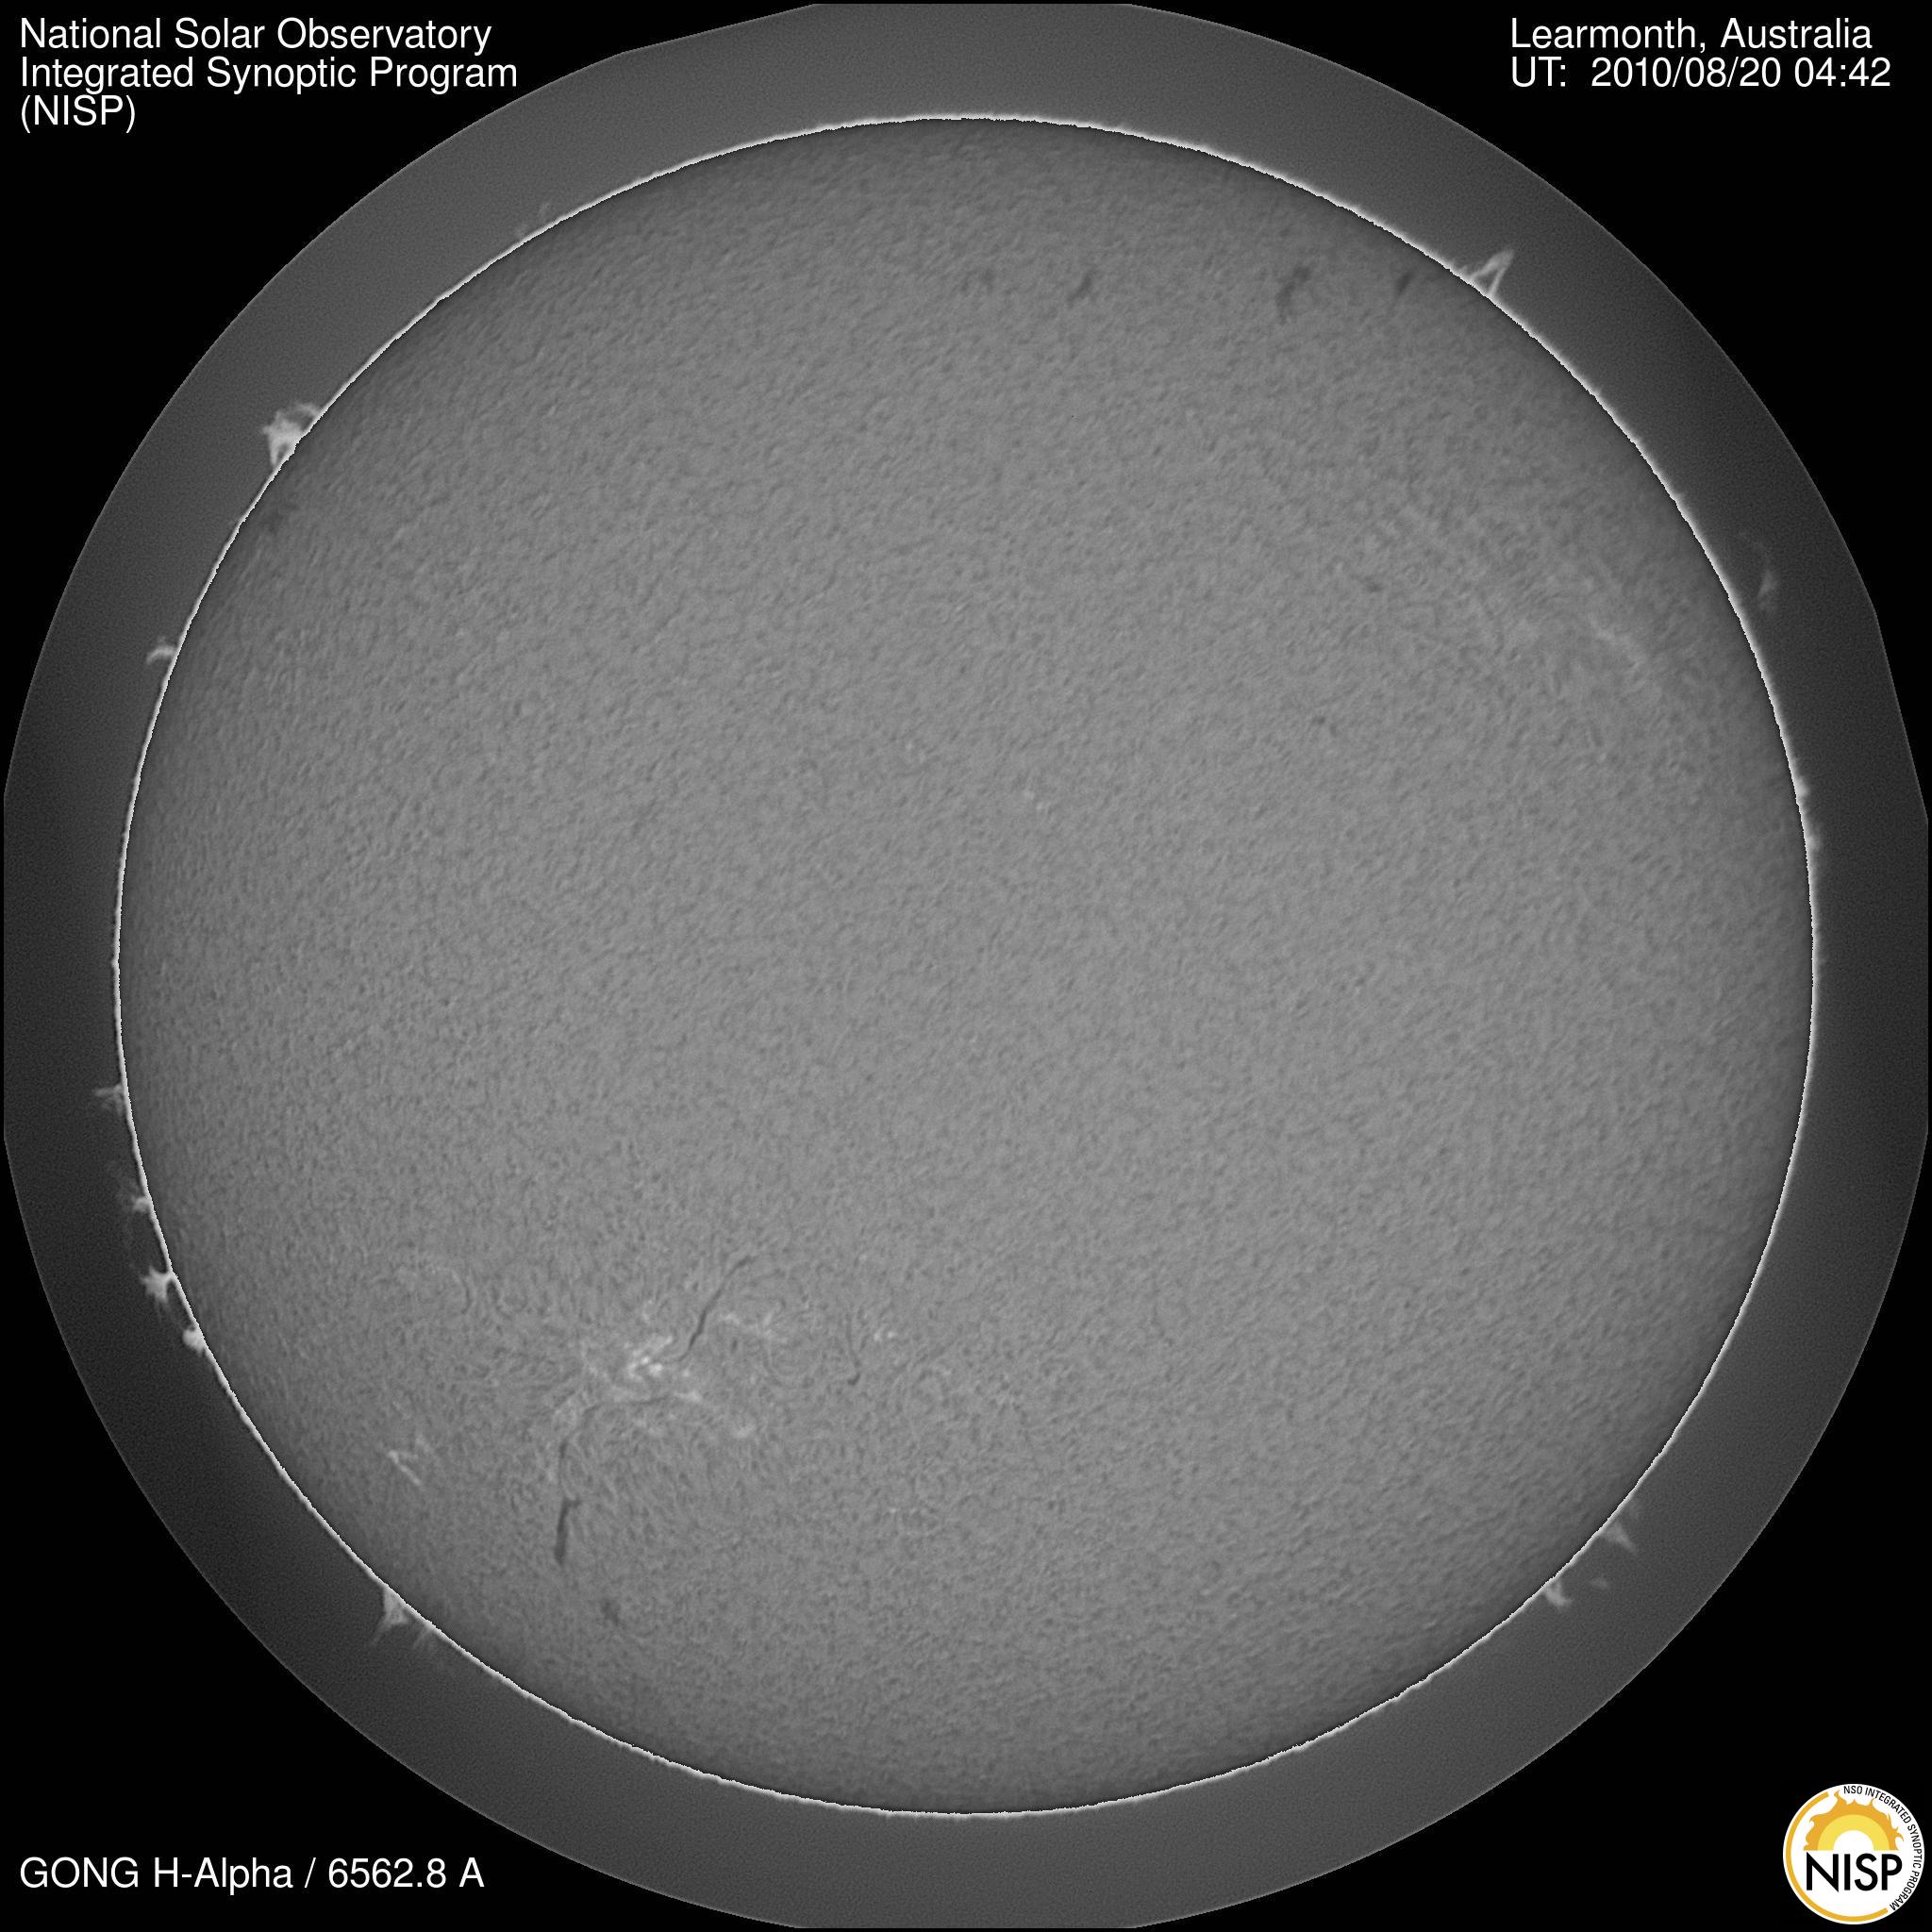 National Solar Observatory
Integrated Synoptic Program
(NISP)
Learmonth, Australia
UT: 2010/08/20 04:42
GONG H-Alpha / 6562.8 A
NSO INTEGRATED SYNOPTIC PROGRAM
NISP